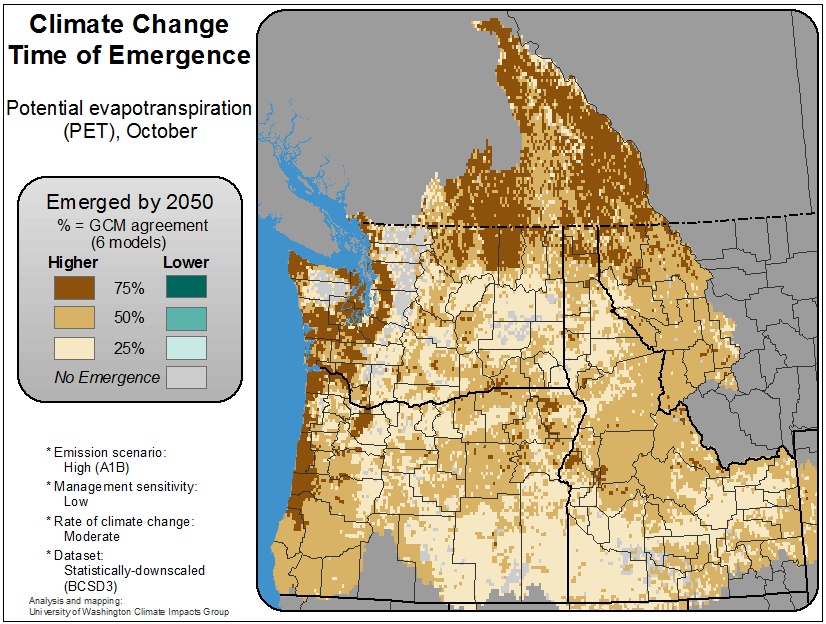 Climate Change
Time of Emergence
Potential evapotranspiration
(PET), October
Emerged by 2050
% = GCM agreement
(6 models)
Higher Lower
75%
50%
25%
No Emergence
* Emission scenario:
High (A1B)
* Management sensitivity:
Low
* Rate of climate change:
Moderate
* Dataset:
Statistically-downscaled
(BCSD3)
Analysis and mapping:
University of Washington Climate Impacts Group